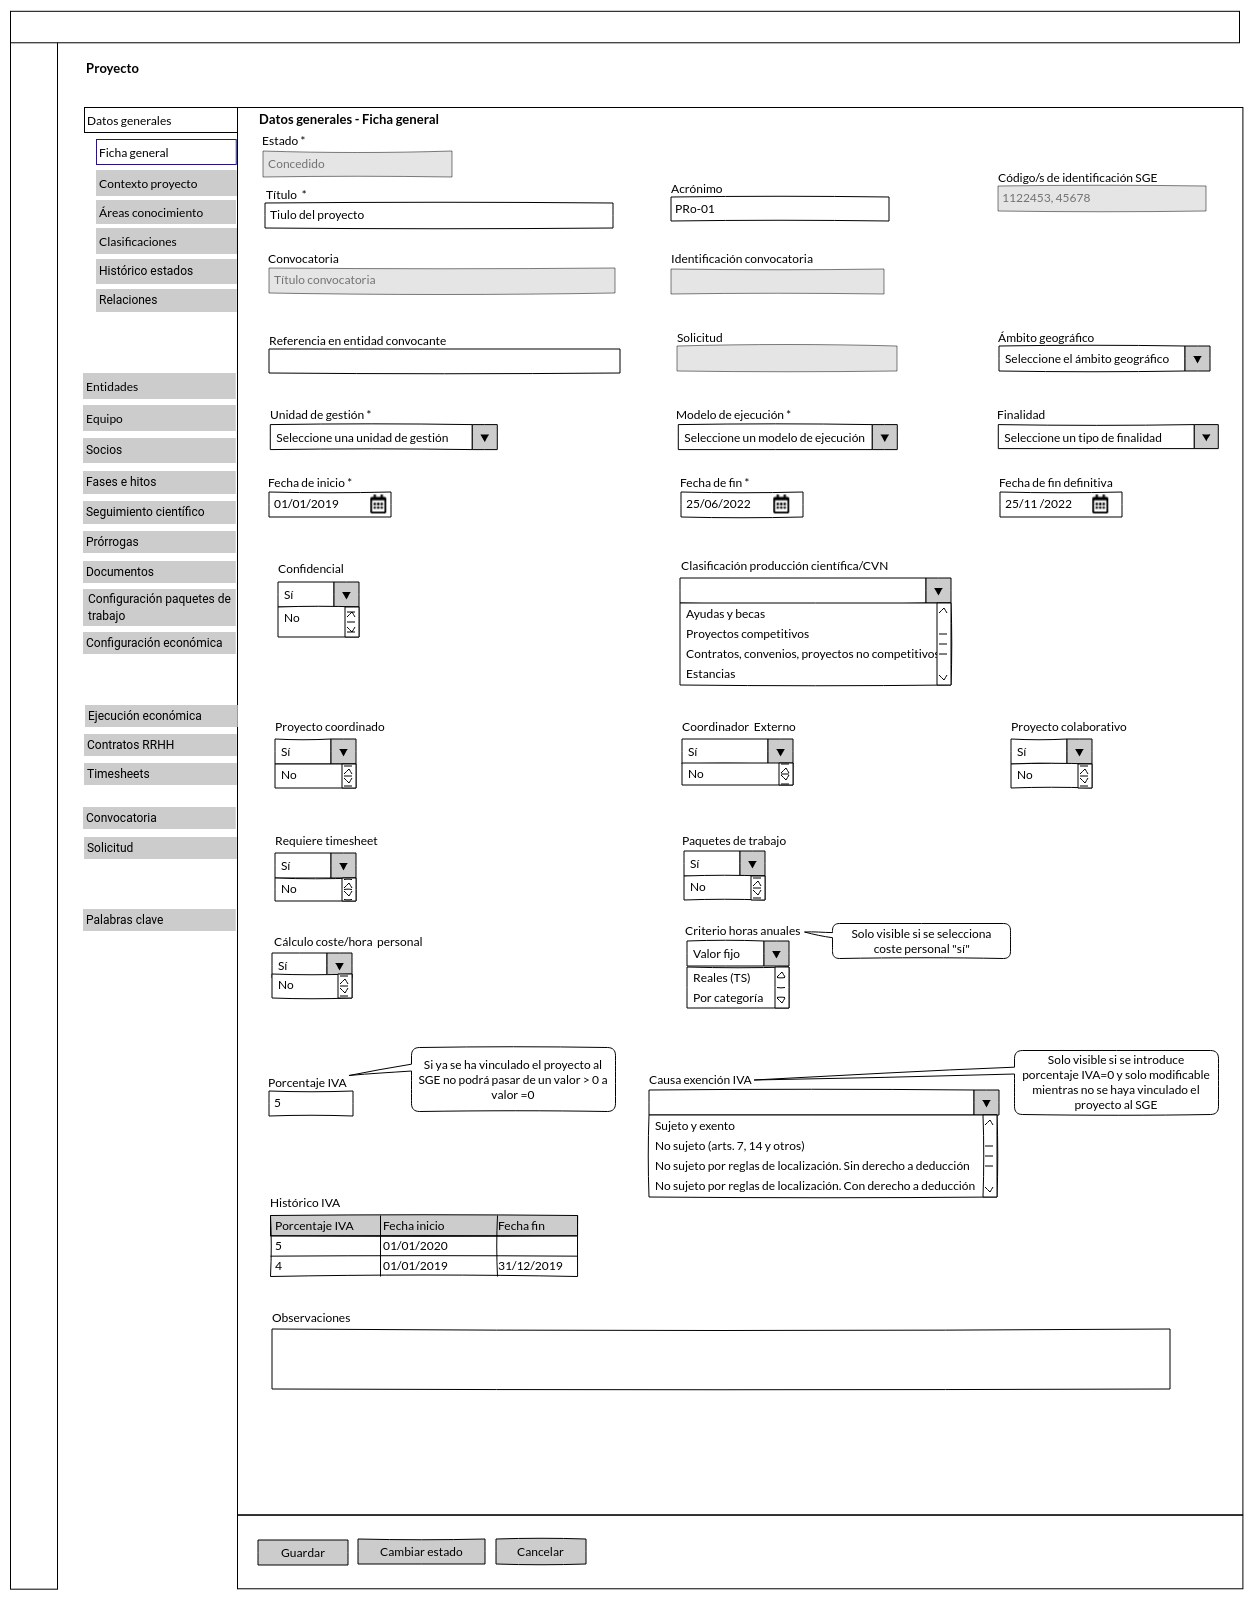 Proyecto
Datos generales
Ficha general
Contexto proyecto
Áreas conocimiento
Clasificaciones
Histórico estados
Relaciones
Entidades
Equipo
Socios
Fases e hitos
Seguimiento científico
Prórrogas
Documentos
Configuración paquetes de
trabajo
Configuración económica
Ejecución económica
Contratos RRHH
Timesheets
Convocatoria
Solicitud
Palabras clave
Datos generales - Ficha general
Estado *
Concedido
Título *
Tiulo del proyecto
Acrónimo
PRo-01
Código/s de identificación SGE
1122453, 45678
Convocatoria
Título convocatoria
Identificación convocatoria
Referencia en entidad convocante
Solicitud
Ámbito geográfico
Seleccione el ámbito geográfico
Unidad de gestión *
Seleccione una unidad de gestión
Modelo de ejecución *
Seleccione un modelo de ejecución
Finalidad
Seleccione un tipo de finalidad
Fecha de inicio *
01/01/2019
Fecha de fin *
25/06/2022
Fecha de fin definitiva
25/11 /2022
Confidencial
Sí
No
Clasificación producción científica/CVN
Ayudas y becas
Proyectos competitivos
Contratos, convenios, proyectos no competitivos
Estancias
Proyecto coordinado
Sí
No
Coordinador Externo
Sí
No
Proyecto colaborativo
Sí
No
Requiere timesheet
Sí
No
Paquetes de trabajo
Sí
No
Cálculo coste/hora personal
Sí
No
Criterio horas anuales
Valor fijo
Reales (TS)
Por categoría
Solo visible si se selecciona
coste personal "sí"
Porcentaje IVA
5
Si ya se ha vinculado el proyecto al
SGE no podrá pasar de un valor > 0 a
valor =0
Causa exención IVA
Sujeto y exento
No sujeto (arts. 7, 14 y otros)
No sujeto por reglas de localización. Sin derecho a deducción
No sujeto por reglas de localización. Con derecho a deducción
Solo visible si se introduce
porcentaje IVA=0 y solo modificable
mientras no se haya vinculado el
proyecto al SGE
Histórico IVA
Porcentaje IVA Fecha inicio Fecha fin
5 01/01/2020
4 01/01/2019 31/12/2019
Observaciones
Guardar
Cambiar estado
Cancelar